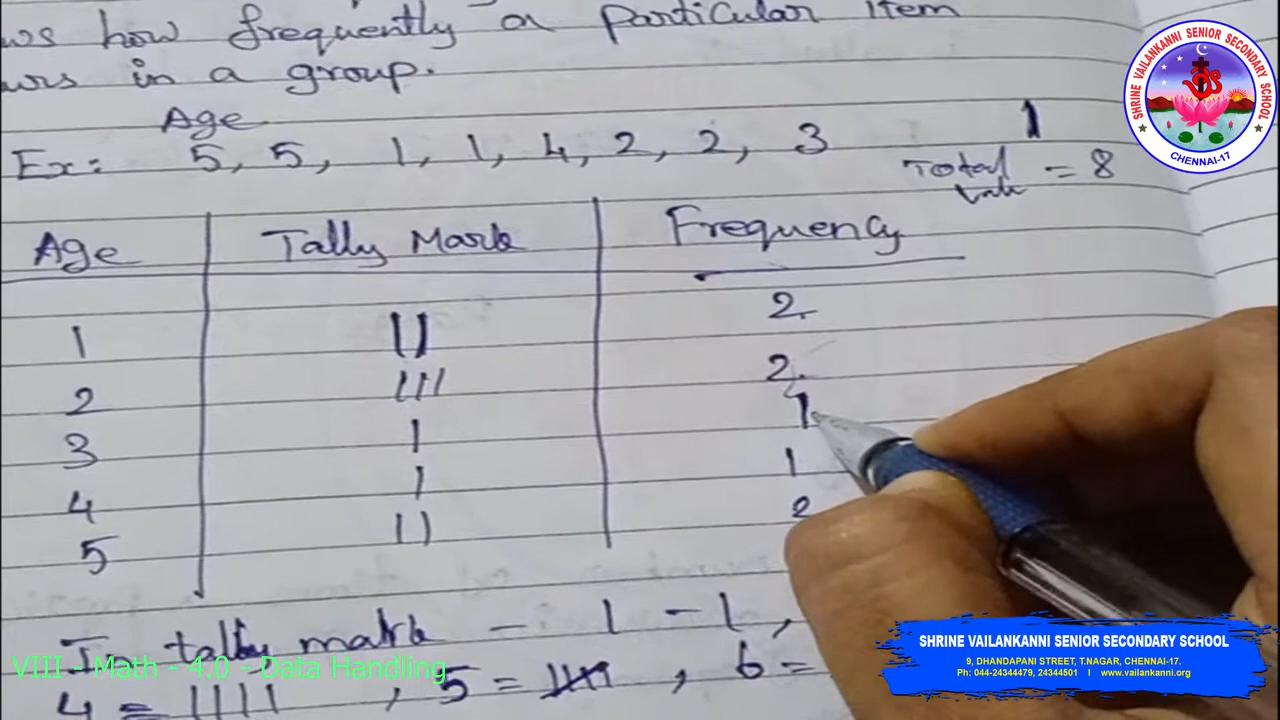 ws how frequently a particular item
urs in a group.
Age
Ex: 5, 5, 1, 1, 4, 2, 2, 3
1
Total = 8
Age Tally Mark Frequency
1 || 2
2 ||| 2
3 | 1
4 | 1
5 || 2
In tally mark - 1 - 1,
4 = ||||, 5 = 卌, 6 =
VIII - Math - 4.0 - Data Handling
SHRINE VAILANKANNI SENIOR SECONDARY SCHOOL
CHENNAI-17
SHRINE VAILANKANNI SENIOR SECONDARY SCHOOL
9, DHANDAPANI STREET, T.NAGAR, CHENNAI-17.
Ph: 044-24344479, 24344501 I www.vailankanni.org